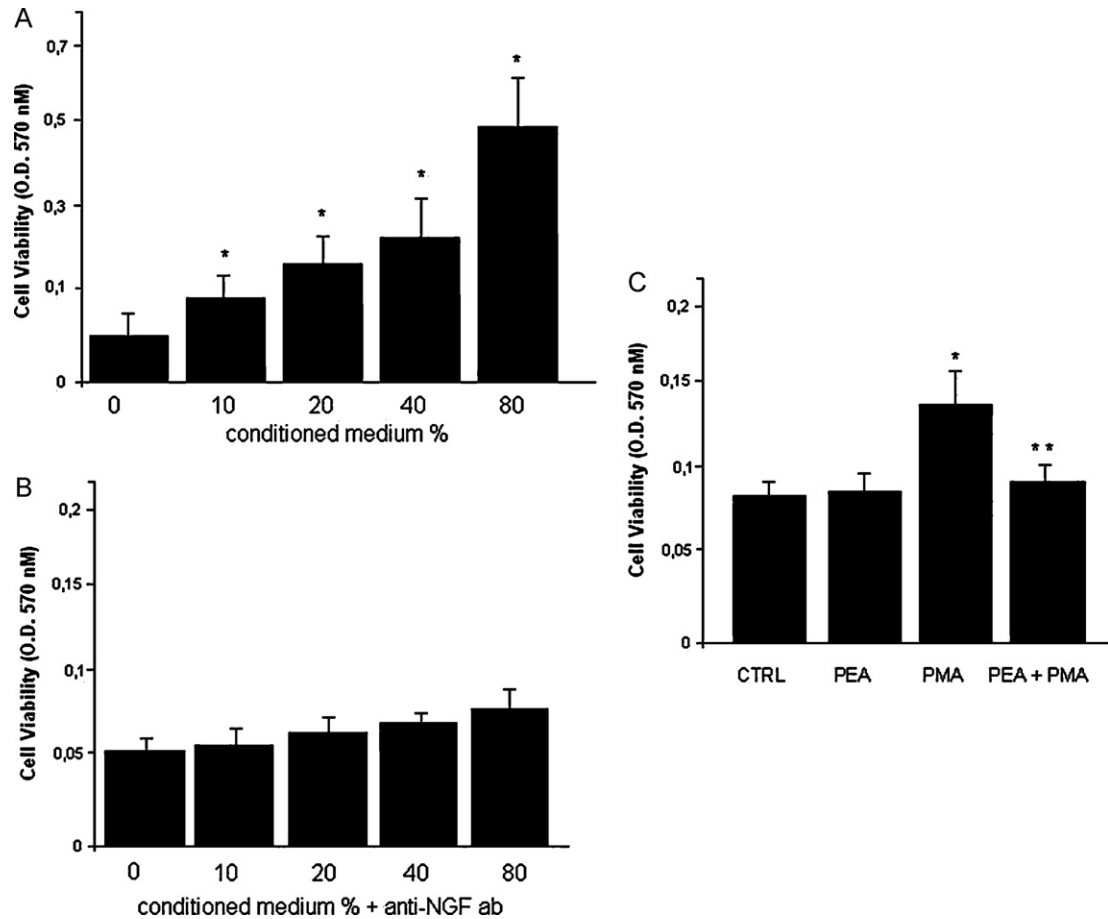 A
Cell Viability (O.D. 570 nM)
0,7
0,5
0,3
0,1
0
*
*
*
*
0 10 20 40 80
conditioned medium %
B
Cell Viability (O.D. 570 nM)
0,2
0,15
0,1
0,05
0
0 10 20 40 80
conditioned medium % + anti-NGF ab
C
Cell Viability (O.D. 570 nM)
0,2
0,15
0,1
0,05
0
*
**
CTRL PEA PMA PEA + PMA